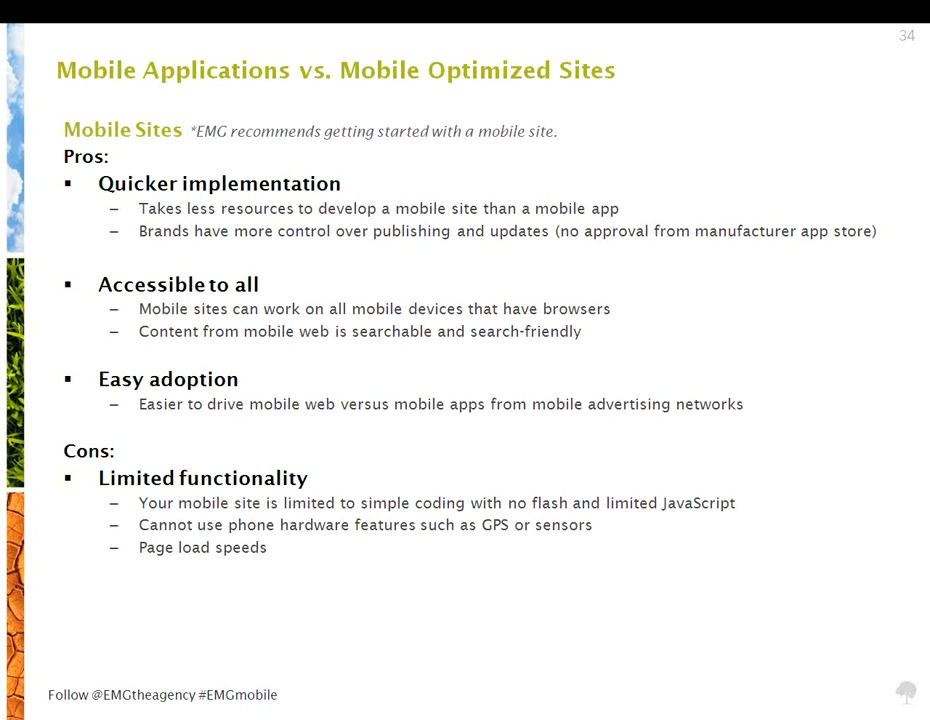 34
Mobile Applications vs. Mobile Optimized Sites
Mobile Sites *EMG recommends getting started with a mobile site.
Pros:
▪ Quicker implementation
– Takes less resources to develop a mobile site than a mobile app
– Brands have more control over publishing and updates (no approval from manufacturer app store)
▪ Accessible to all
– Mobile sites can work on all mobile devices that have browsers
– Content from mobile web is searchable and search-friendly
▪ Easy adoption
– Easier to drive mobile web versus mobile apps from mobile advertising networks
Cons:
▪ Limited functionality
– Your mobile site is limited to simple coding with no flash and limited JavaScript
– Cannot use phone hardware features such as GPS or sensors
– Page load speeds
Follow @EMGtheagency #EMGmobile